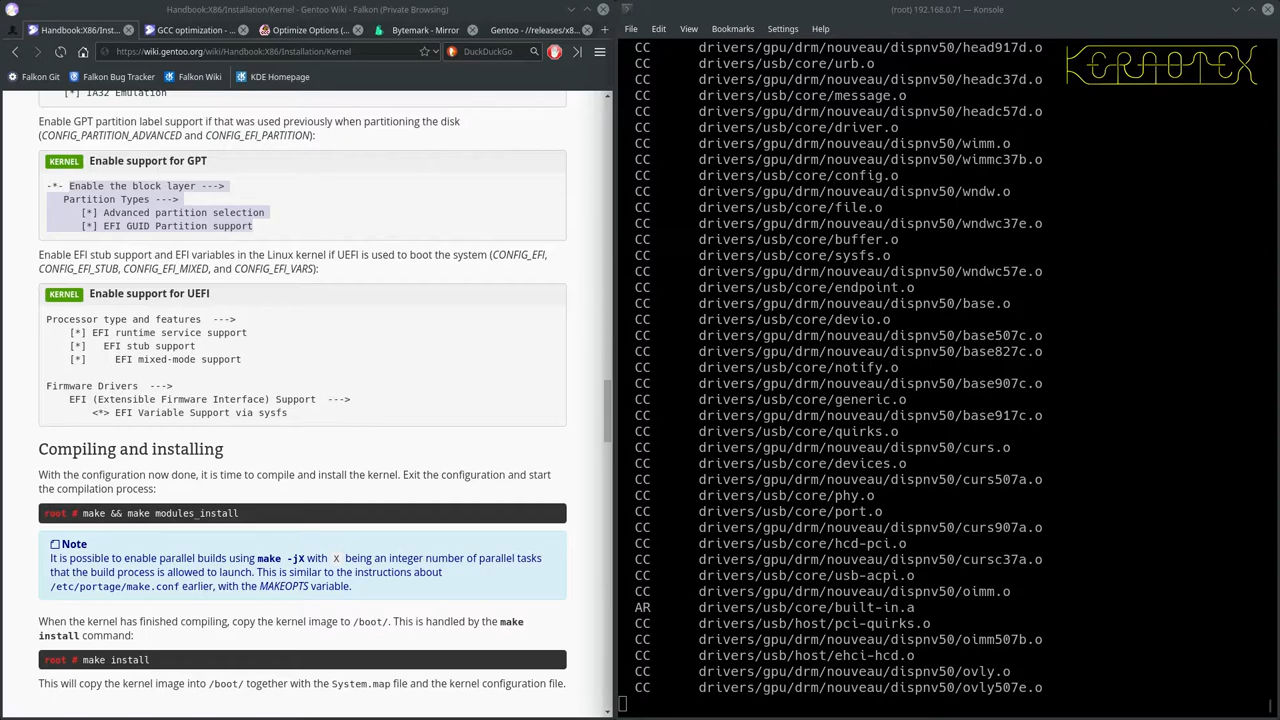 Handbook:X86/Installation/Kernel - Gentoo Wiki - Falkon (Private Browsing)
Handbook:X86/Inst...
GCC optimization - ...
Optimize Options (...
Bytemark - Mirror ...
Gentoo - //releases/x8...
https://wiki.gentoo.org/wiki/Handbook:X86/Installation/Kernel
DuckDuckGo
Falkon Git
Falkon Bug Tracker
Falkon Wiki
KDE Homepage
[*] IA32 Emulation
Enable GPT partition label support if that was used previously when partitioning the disk
(CONFIG_PARTITION_ADVANCED and CONFIG_EFI_PARTITION):
KERNEL Enable support for GPT
-*- Enable the block layer --->
Partition Types --->
[*] Advanced partition selection
[*] EFI GUID Partition support
Enable EFI stub support and EFI variables in the Linux kernel if UEFI is used to boot the system (CONFIG_EFI,
CONFIG_EFI_STUB, CONFIG_EFI_MIXED, and CONFIG_EFI_VARS):
KERNEL Enable support for UEFI
Processor type and features --->
[*] EFI runtime service support
[*] EFI stub support
[*] EFI mixed-mode support
Firmware Drivers --->
EFI (Extensible Firmware Interface) Support --->
<*> EFI Variable Support via sysfs
Compiling and installing
With the configuration now done, it is time to compile and install the kernel. Exit the configuration and start
the compilation process:
root # make && make modules_install
Note
It is possible to enable parallel builds using make -jX with X being an integer number of parallel tasks
that the build process is allowed to launch. This is similar to the instructions about
/etc/portage/make.conf earlier, with the MAKEOPTS variable.
When the kernel has finished compiling, copy the kernel image to /boot/. This is handled by the make
install command:
root # make install
This will copy the kernel image into /boot/ together with the System.map file and the kernel configuration file.
(root) 192.168.0.71 — Konsole
File Edit View Bookmarks Settings Help
KERAOTEX
CC drivers/gpu/drm/nouveau/dispnv50/head917d.o
CC drivers/usb/core/urb.o
CC drivers/gpu/drm/nouveau/dispnv50/headc37d.o
CC drivers/usb/core/message.o
CC drivers/gpu/drm/nouveau/dispnv50/headc57d.o
CC drivers/usb/core/driver.o
CC drivers/gpu/drm/nouveau/dispnv50/wimm.o
CC drivers/gpu/drm/nouveau/dispnv50/wimmc37b.o
CC drivers/usb/core/config.o
CC drivers/gpu/drm/nouveau/dispnv50/wndw.o
CC drivers/usb/core/file.o
CC drivers/gpu/drm/nouveau/dispnv50/wndwc37e.o
CC drivers/usb/core/buffer.o
CC drivers/usb/core/sysfs.o
CC drivers/gpu/drm/nouveau/dispnv50/wndwc57e.o
CC drivers/usb/core/endpoint.o
CC drivers/gpu/drm/nouveau/dispnv50/base.o
CC drivers/usb/core/devio.o
CC drivers/gpu/drm/nouveau/dispnv50/base507c.o
CC drivers/gpu/drm/nouveau/dispnv50/base827c.o
CC drivers/usb/core/notify.o
CC drivers/gpu/drm/nouveau/dispnv50/base907c.o
CC drivers/usb/core/generic.o
CC drivers/gpu/drm/nouveau/dispnv50/base917c.o
CC drivers/usb/core/quirks.o
CC drivers/gpu/drm/nouveau/dispnv50/curs.o
CC drivers/usb/core/devices.o
CC drivers/gpu/drm/nouveau/dispnv50/curs507a.o
CC drivers/usb/core/phy.o
CC drivers/usb/core/port.o
CC drivers/gpu/drm/nouveau/dispnv50/curs907a.o
CC drivers/usb/core/hcd-pci.o
CC drivers/gpu/drm/nouveau/dispnv50/cursc37a.o
CC drivers/usb/core/usb-acpi.o
CC drivers/gpu/drm/nouveau/dispnv50/oimm.o
AR drivers/usb/core/built-in.a
CC drivers/usb/host/pci-quirks.o
CC drivers/gpu/drm/nouveau/dispnv50/oimm507b.o
CC drivers/usb/host/ehci-hcd.o
CC drivers/gpu/drm/nouveau/dispnv50/ovly.o
CC drivers/gpu/drm/nouveau/dispnv50/ovly507e.o